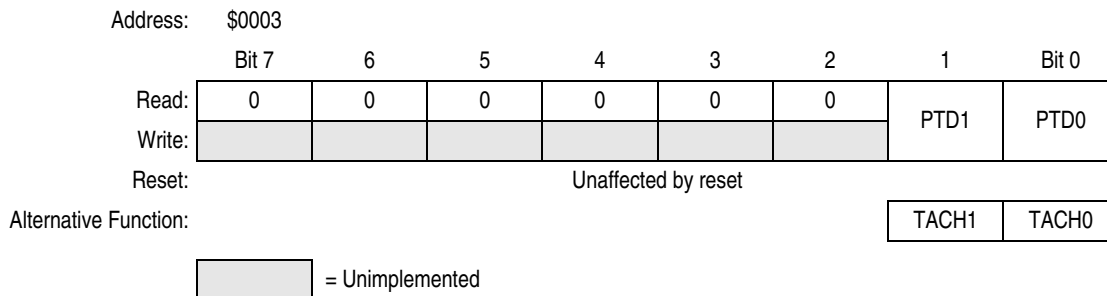 Address: $0003
Bit 7 6 5 4 3 2 1 Bit 0
Read: 0 0 0 0 0 0 PTD1 PTD0
Write:
Reset: Unaffected by reset
Alternative Function: TACH1 TACH0
= Unimplemented